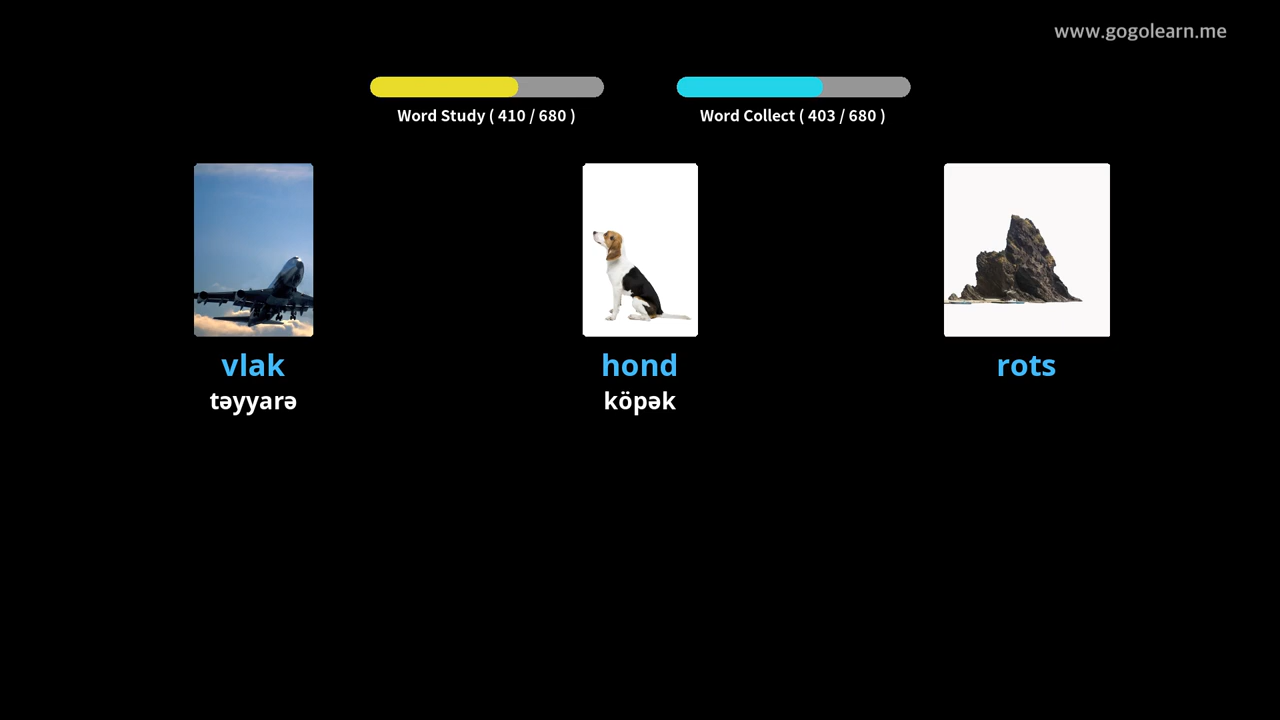 www.gogolearn.me
Word Study ( 410 / 680 )
Word Collect ( 403 / 680 )
vlak
təyyarə
hond
köpək
rots